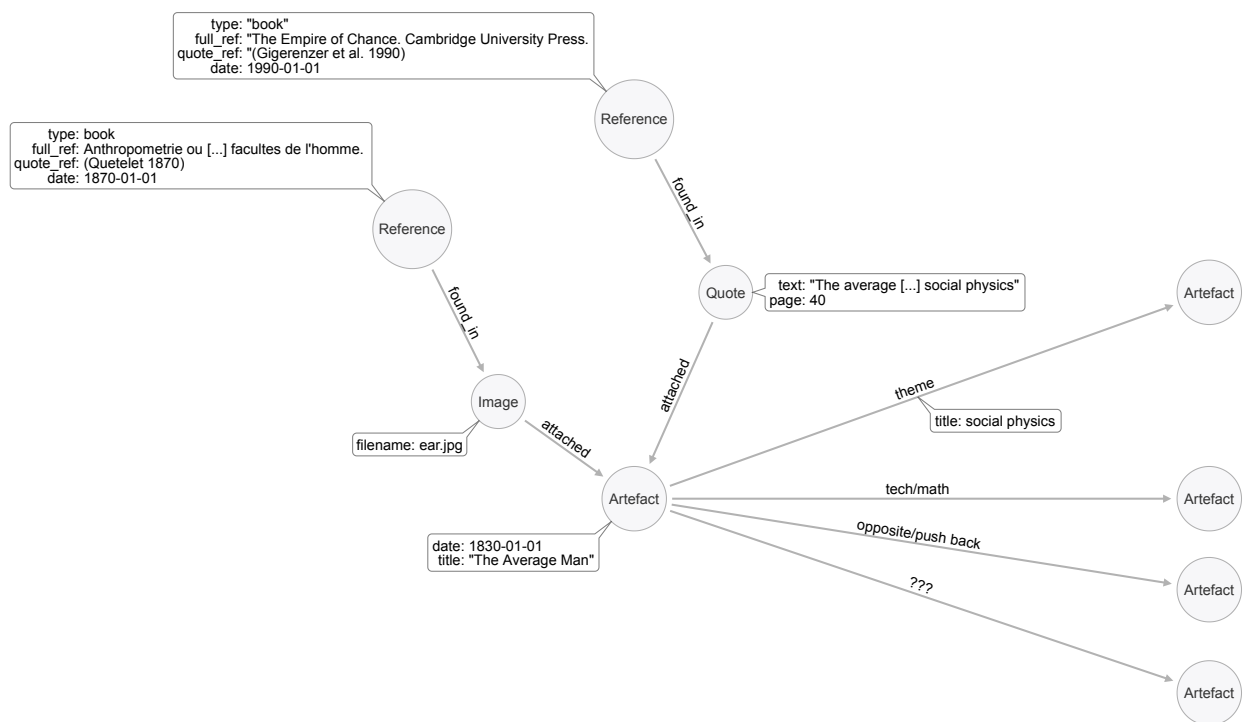 type: "book"
full_ref: "The Empire of Chance. Cambridge University Press.
quote_ref: "(Gigerenzer et al. 1990)
date: 1990-01-01
Reference
type: book
full_ref: Anthropometrie ou [...] facultes de l'homme.
quote_ref: (Quetelet 1870)
date: 1870-01-01
Reference
found_in
found_in
Quote
text: "The average [...] social physics"
page: 40
Artefact
attached
theme
title: social physics
Image
filename: ear.jpg
attached
Artefact
date: 1830-01-01
title: "The Average Man"
tech/math
Artefact
opposite/push back
Artefact
???
Artefact